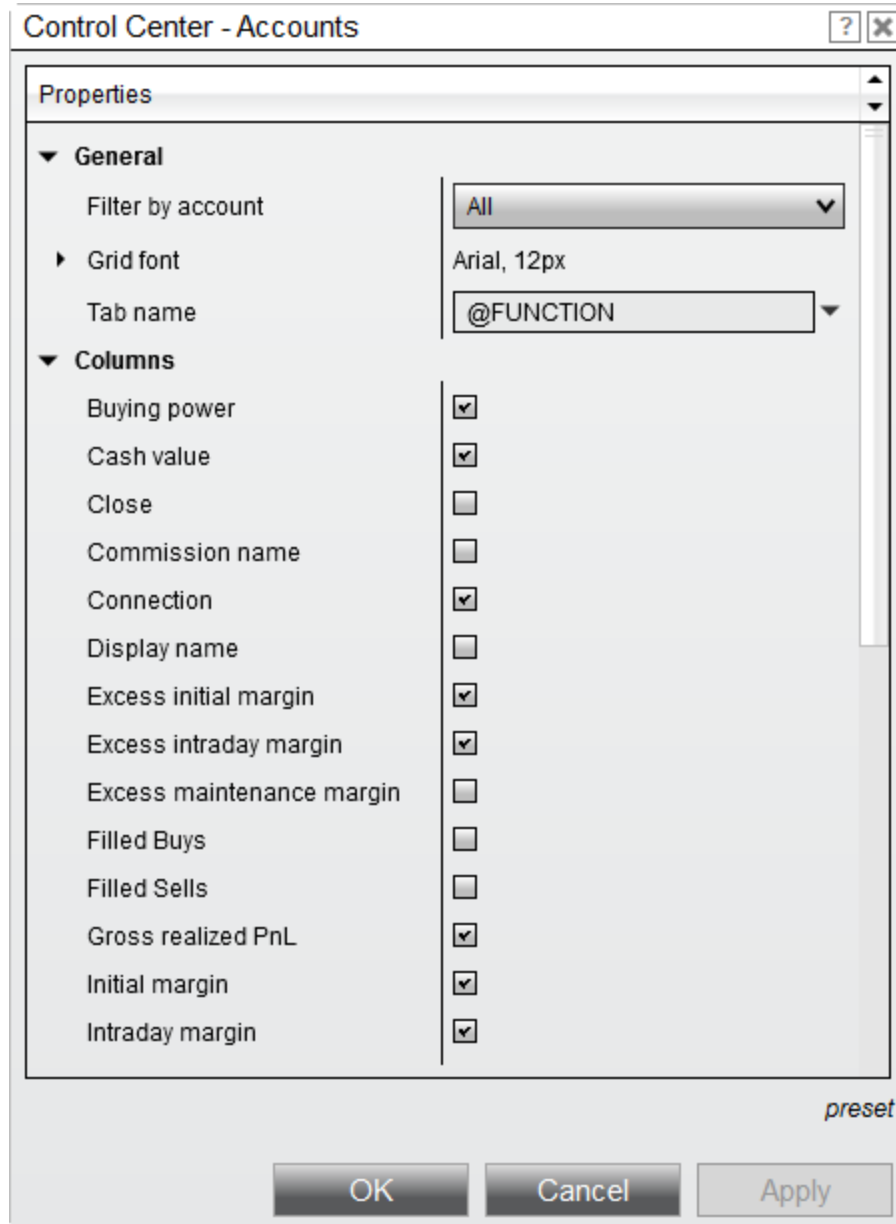 Control Center - Accounts
Properties
General
Filter by account All
Grid font Arial, 12px
Tab name @FUNCTION
Columns
Buying power
Cash value
Close
Commission name
Connection
Display name
Excess initial margin
Excess intraday margin
Excess maintenance margin
Filled Buys
Filled Sells
Gross realized PnL
Initial margin
Intraday margin
preset
OK Cancel Apply